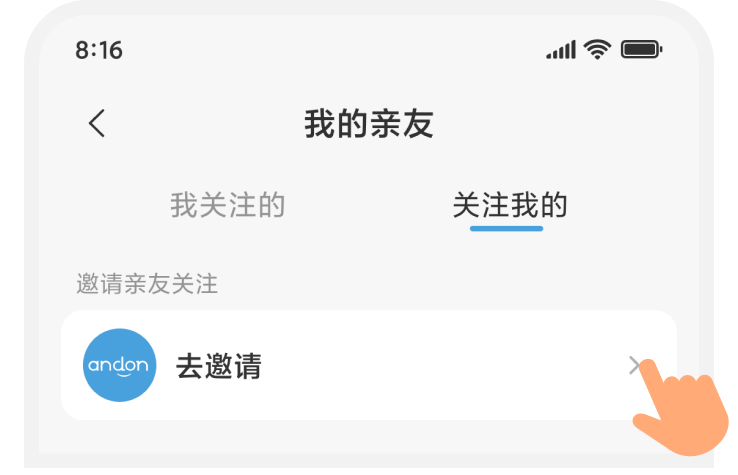 8:16
我的亲友
我关注的 关注我的
邀请亲友关注
andon 去邀请